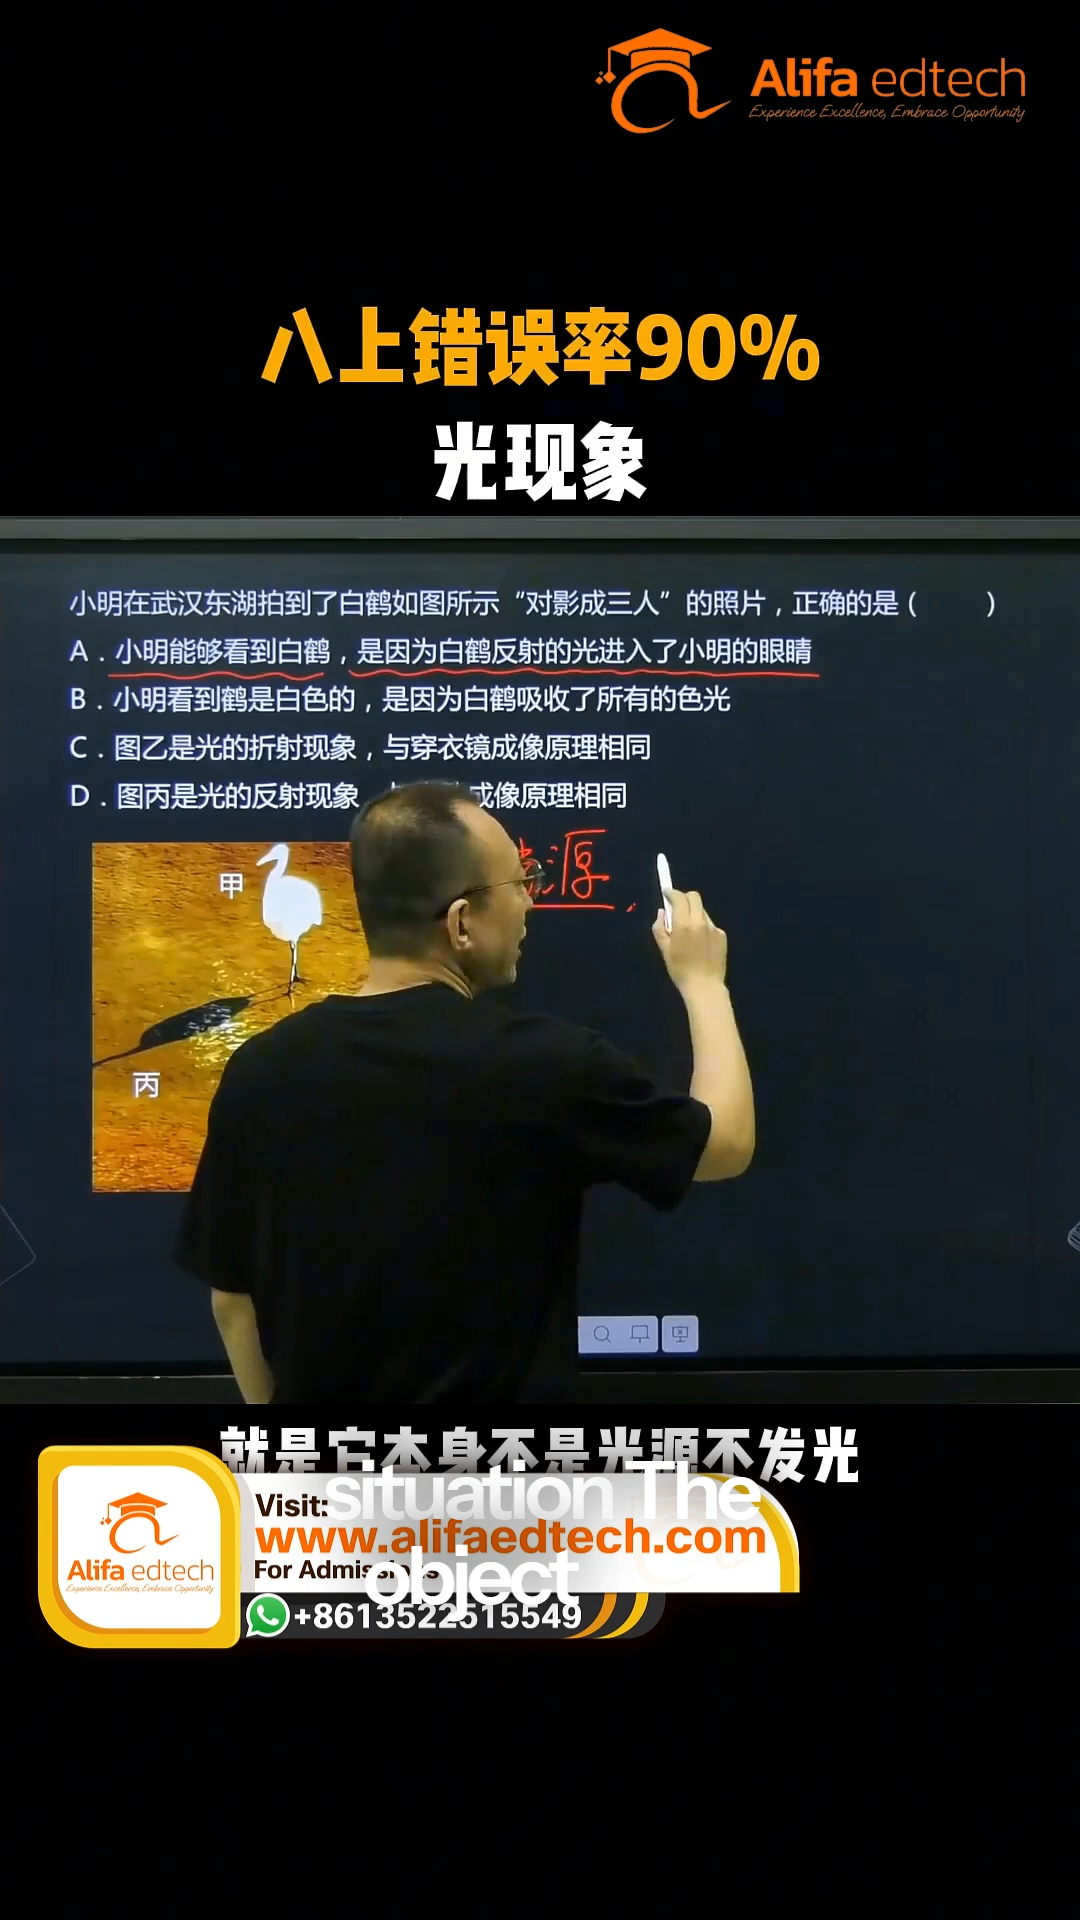 Alifa edtech
Experience Excellence, Embrace Opportunity
八上错误率90%
光现象
小明在武汉东湖拍到了白鹤如图所示“对影成三人”的照片，正确的是（ ）
A．小明能够看到白鹤，是因为白鹤反射的光进入了小明的眼睛
B．小明看到鹤是白色的，是因为白鹤吸收了所有的色光
C．图乙是光的折射现象，与穿衣镜成像原理相同
D．图丙是光的反射现象 成像原理相同
源
甲
丙
就是它本身不是光源不发光
situation The
object
Visit:
www.alifaedtech.com
For Admissions
+8613522515549
Alifa edtech
Experience Excellence, Embrace Opportunity